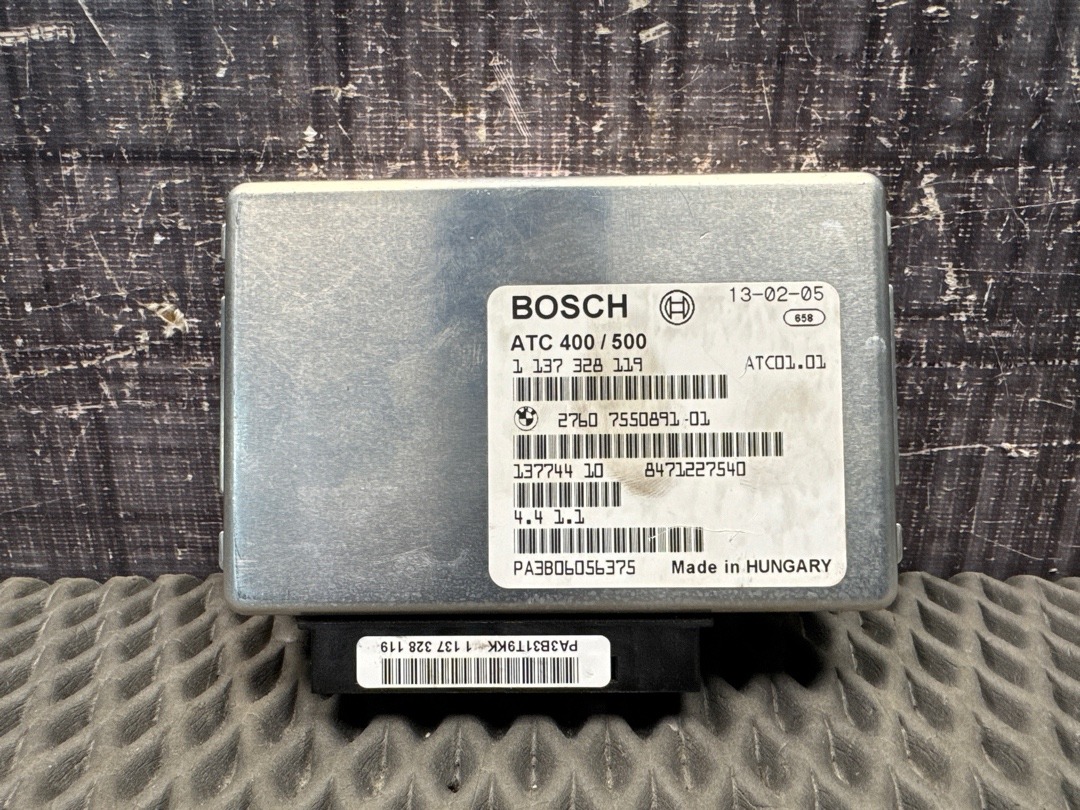 BOSCH 13-02-05
658
ATC 400 / 500
1 137 328 119 ATC01.01
2760 7550891-01
137744 10 8471227540
4.4 1.1
PA3B06056375 Made in HUNGARY
PA3B31T9KK 1 137 328 119